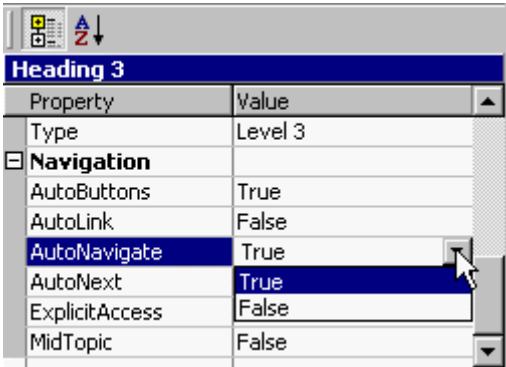 A
Z
Heading 3
Property Value
Type Level 3
Navigation
AutoButtons True
AutoLink False
AutoNavigate True
AutoNext True
ExplicitAccess False
MidTopic False